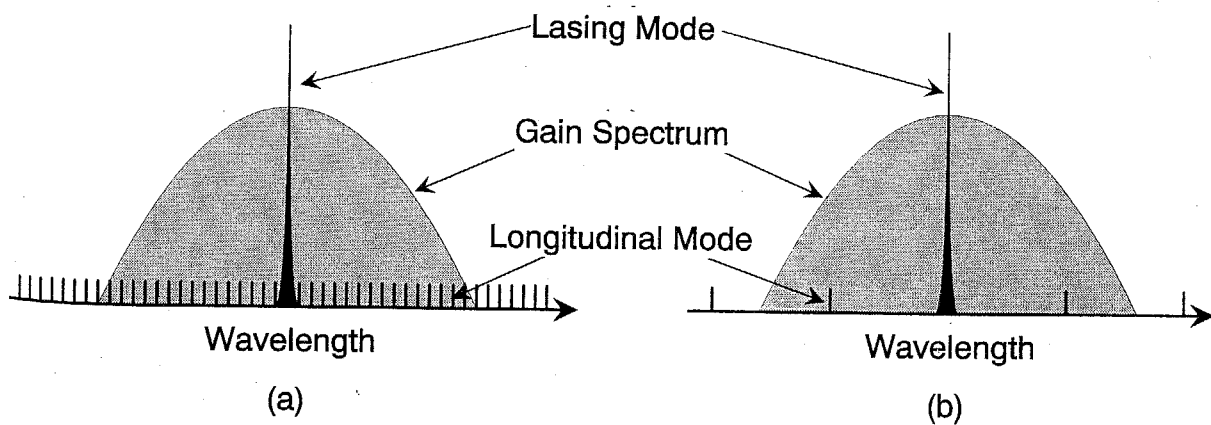 Lasing Mode
Gain Spectrum
Longitudinal Mode
Wavelength
Wavelength
(a)
(b)